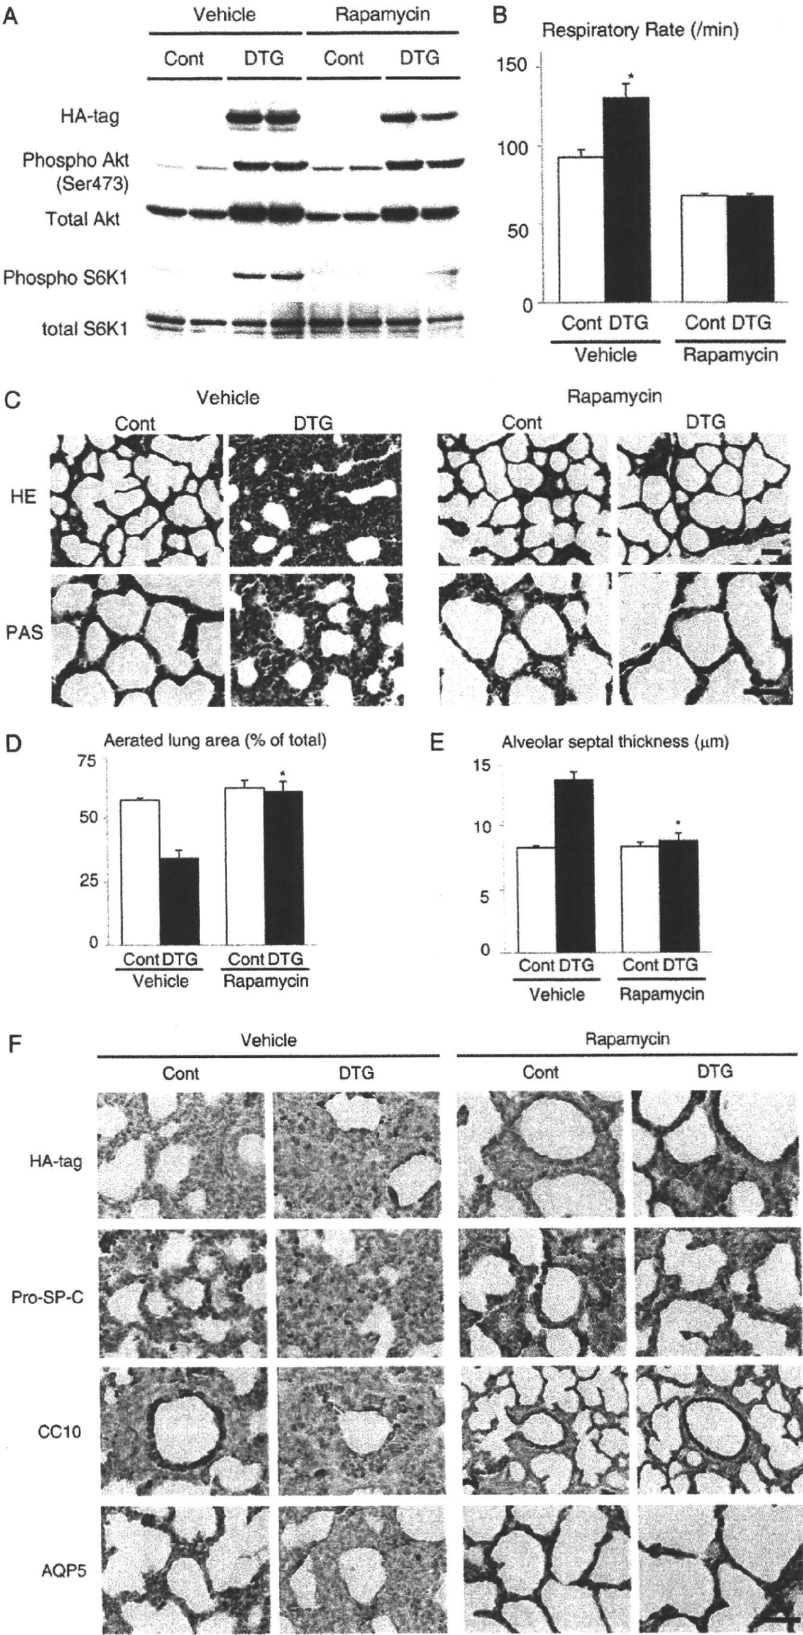 A
Vehicle Rapamycin
Cont DTG Cont DTG
HA-tag
Phospho Akt
(Ser473)
Total Akt
Phospho S6K1
total S6K1
B
Respiratory Rate (/min)
150
100
50
0
*
Cont DTG Cont DTG
Vehicle Rapamycin
C
Vehicle Rapamycin
Cont DTG Cont DTG
HE
PAS
D
Aerated lung area (% of total)
75
50
25
0
*
Cont DTG Cont DTG
Vehicle Rapamycin
E
Alveolar septal thickness (μm)
15
10
5
0
*
Cont DTG Cont DTG
Vehicle Rapamycin
F
Vehicle Rapamycin
Cont DTG Cont DTG
HA-tag
Pro-SP-C
CC10
AQP5